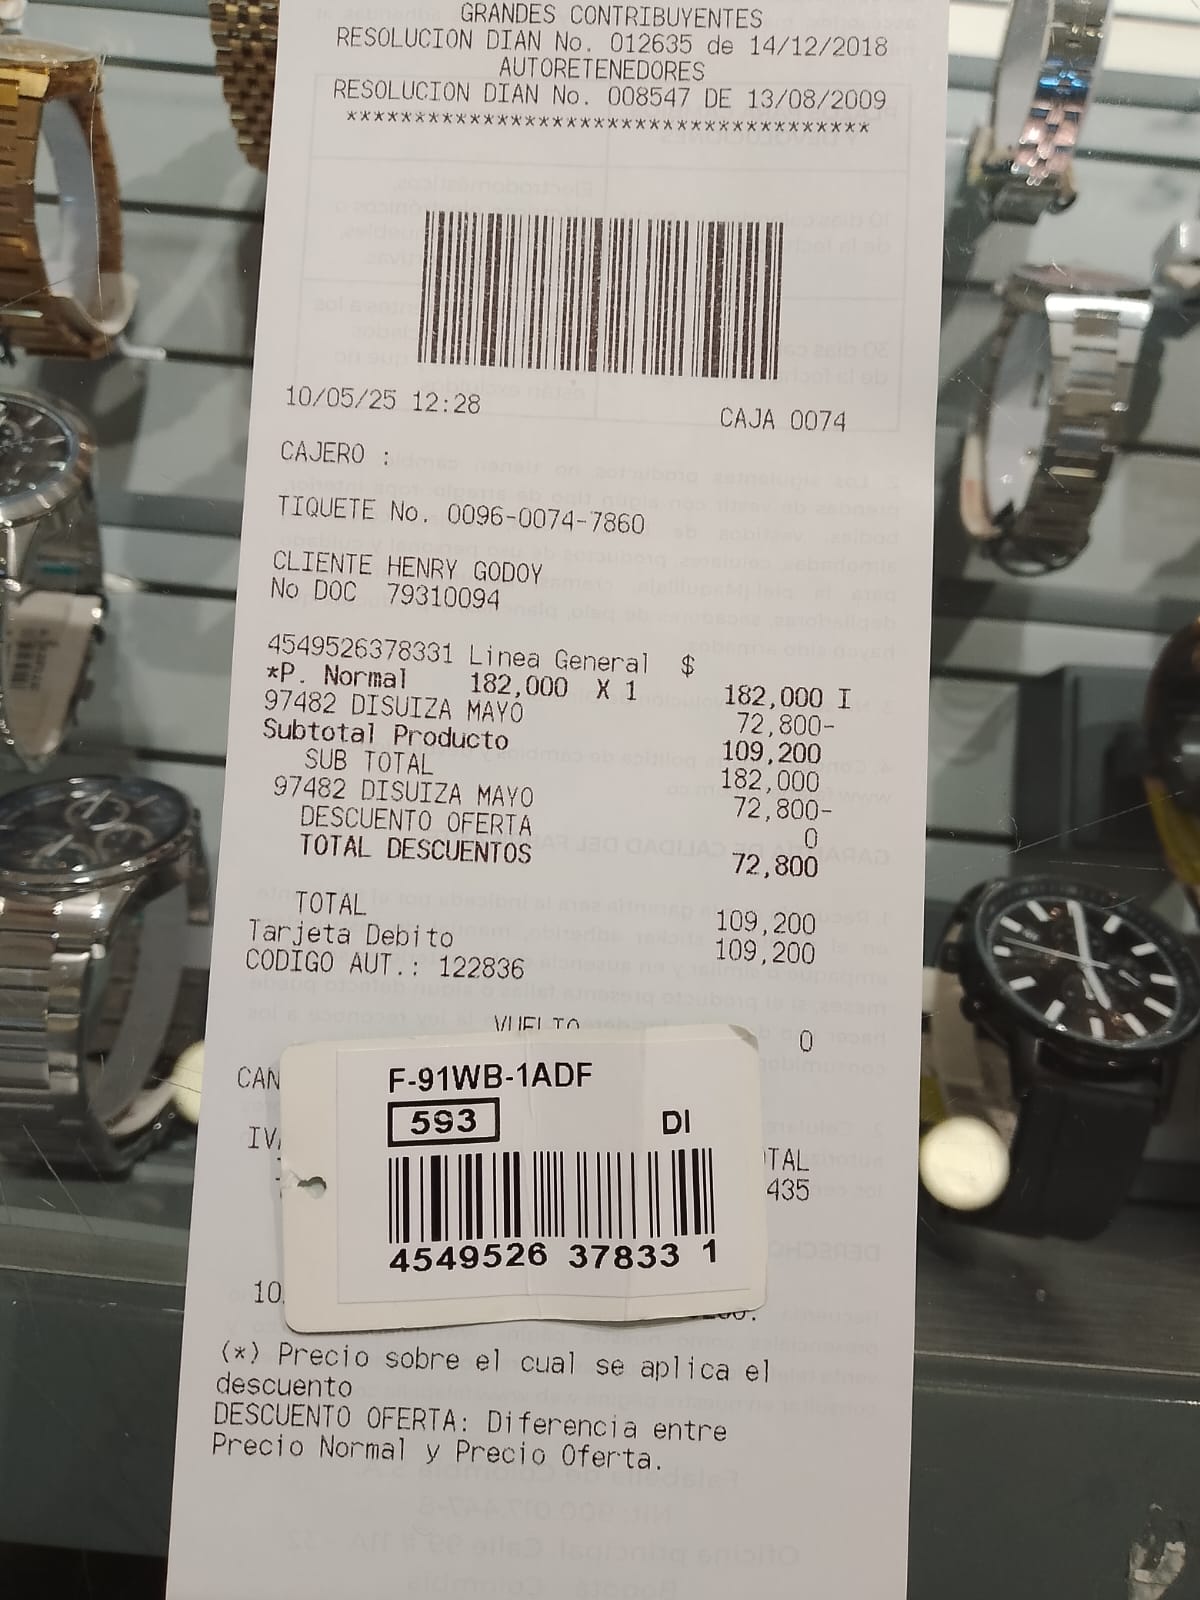 GRANDES CONTRIBUYENTES
RESOLUCION DIAN No. 012635 de 14/12/2018
AUTORETENEDORES
RESOLUCION DIAN No. 008547 DE 13/08/2009
***************************************
10/05/25 12:28 CAJA 0074
CAJERO :
TIQUETE No. 0096-0074-7860
CLIENTE HENRY GODOY
No DOC 79310094
4549526378331 Linea General $
*P. Normal 182,000 X 1 182,000 I
97482 DISUIZA MAYO 72,800-
Subtotal Producto 109,200
SUB TOTAL 182,000
97482 DISUIZA MAYO 72,800-
DESCUENTO OFERTA 0
TOTAL DESCUENTOS 72,800
TOTAL 109,200
Tarjeta Debito 109,200
CODIGO AUT.: 122836
VUELTO 0
CAN
F-91WB-1ADF
593 DI
IV
TAL
435
4549526 37833 1
10
(*) Precio sobre el cual se aplica el
descuento
DESCUENTO OFERTA: Diferencia entre
Precio Normal y Precio Oferta.